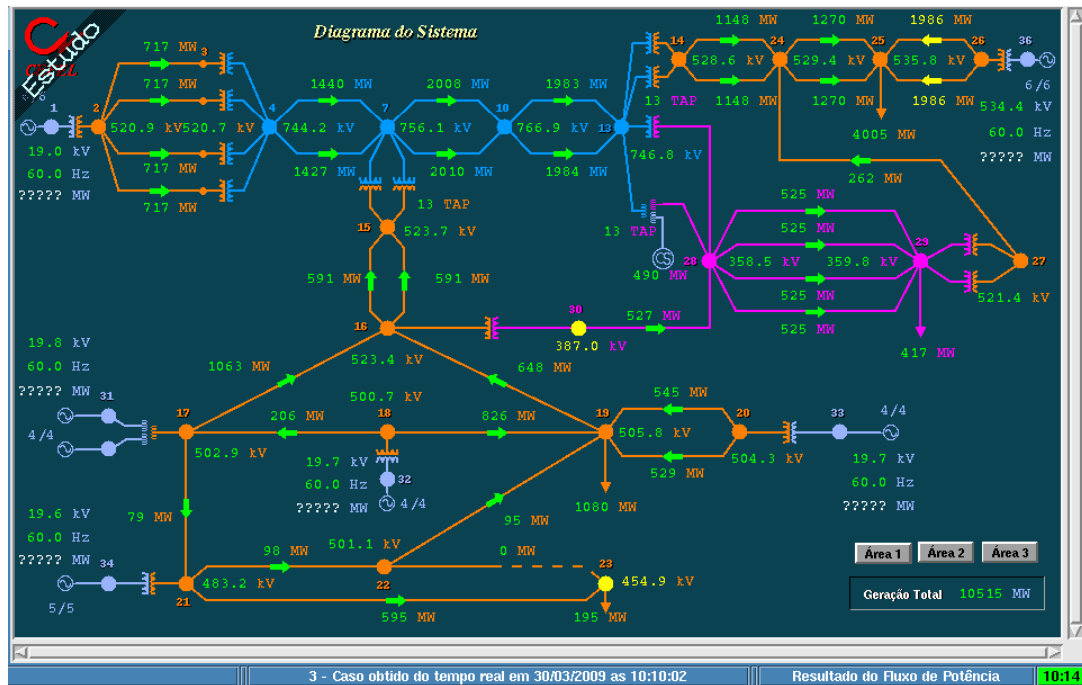 Diagrama do Sistema
Estudo
717 MW
3
717 MW
717 MW
717 MW
1
2
520.9 kV
520.7 kV
4
744.2 kV
19.0 kV
60.0 Hz
????? MW
1440 MW
1427 MW
7
756.1 kV
2008 MW
2010 MW
10
766.9 kV
1983 MW
1984 MW
13
746.8 kV
13 TAP
13 TAP
13 TAP
14
528.6 kV
1148 MW
1148 MW
24
529.4 kV
1270 MW
1270 MW
25
535.8 kV
1986 MW
1986 MW
26
36
6/6
534.4 kV
60.0 Hz
????? MW
4005 MW
262 MW
15
523.7 kV
591 MW
591 MW
CS
490 MW
28
358.5 kV
525 MW
525 MW
525 MW
525 MW
359.8 kV
29
27
521.4 kV
417 MW
16
523.4 kV
30
387.0 kV
527 MW
19.8 kV
60.0 Hz
????? MW
31
4/4
17
502.9 kV
1063 MW
648 MW
500.7 kV
18
206 MW
826 MW
19.7 kV
60.0 Hz
????? MW
32
4/4
19
505.8 kV
545 MW
529 MW
20
504.3 kV
33
4/4
19.7 kV
60.0 Hz
????? MW
1080 MW
79 MW
95 MW
19.6 kV
60.0 Hz
????? MW
34
5/5
21
483.2 kV
98 MW
501.1 kV
22
0 MW
23
454.9 kV
595 MW
195 MW
Área 1
Área 2
Área 3
Geração Total 10515 MW
3 - Caso obtido do tempo real em 30/03/2009 as 10:10:02
Resultado do Fluxo de Potência
10:14